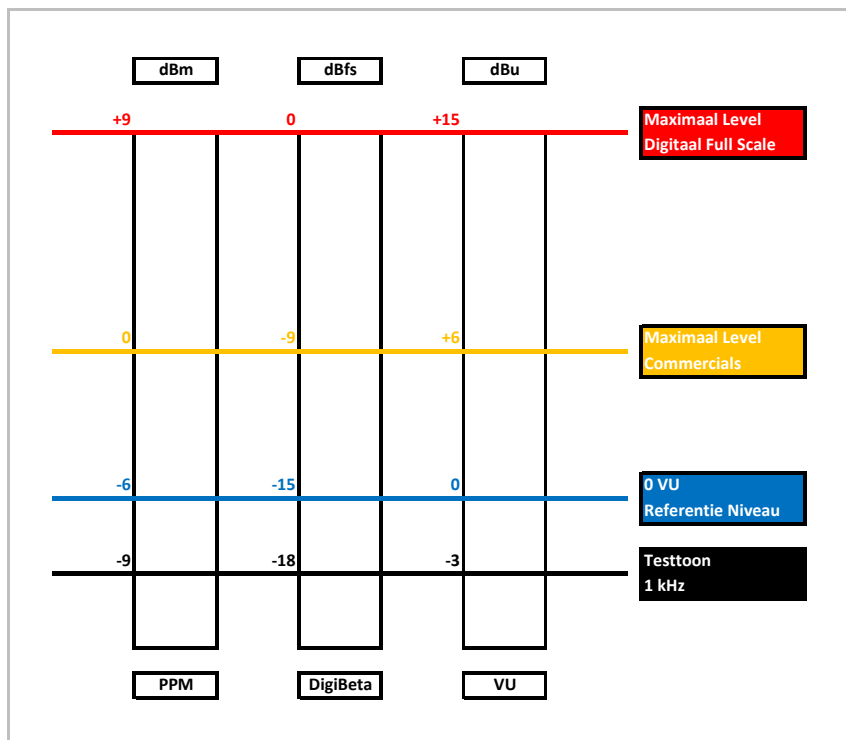 dBm dBfs dBu
+9 0 +15
Maximaal Level
Digitaal Full Scale
0 -9 +6
Maximaal Level
Commercials
-6 -15 0
0 VU
Referentie Niveau
-9 -18 -3
Testtoon
1 kHz
PPM DigiBeta VU